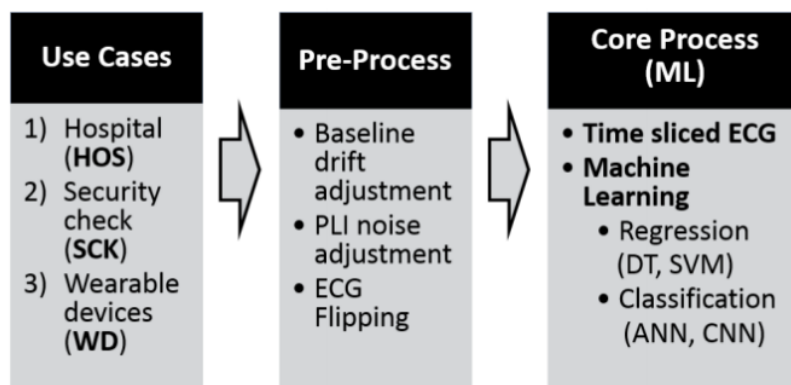 Use Cases
1) Hospital
(HOS)
2) Security
check
(SCK)
3) Wearable
devices
(WD)
Pre-Process
• Baseline
drift
adjustment
• PLI noise
adjustment
• ECG
Flipping
Core Process
(ML)
• Time sliced ECG
• Machine
Learning
• Regression
(DT, SVM)
• Classification
(ANN, CNN)